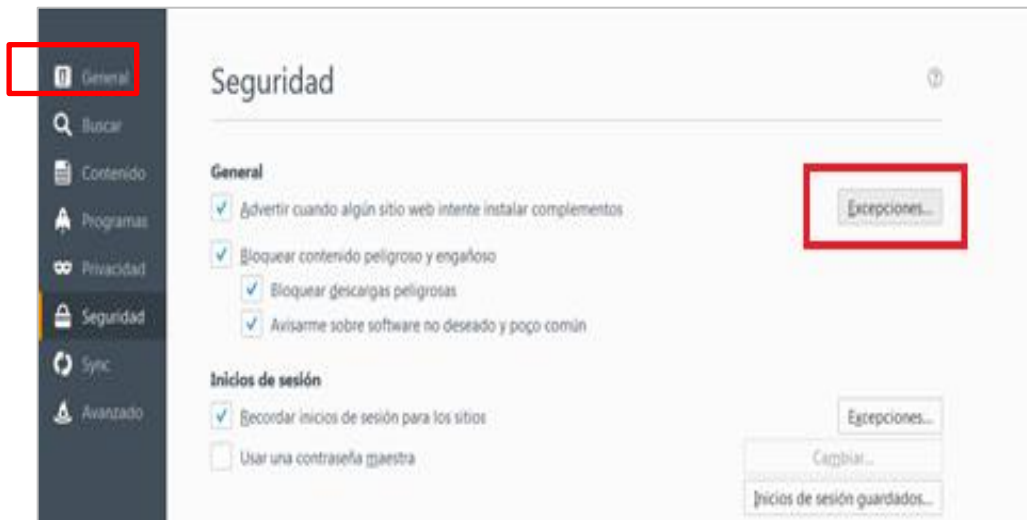 General
Buscar
Contenido
Programas
Privacidad
Seguridad
Sync
Avanzado
Seguridad
?
General
Advertir cuando algún sitio web intente instalar complementos
Excepciones...
Bloquear contenido peligroso y engañoso
Bloquear descargas peligrosas
Avisarme sobre software no deseado y poco común
Inicios de sesión
Recordar inicios de sesión para los sitios
Excepciones...
Usar una contraseña maestra
Cambiar...
Inicios de sesión guardados...